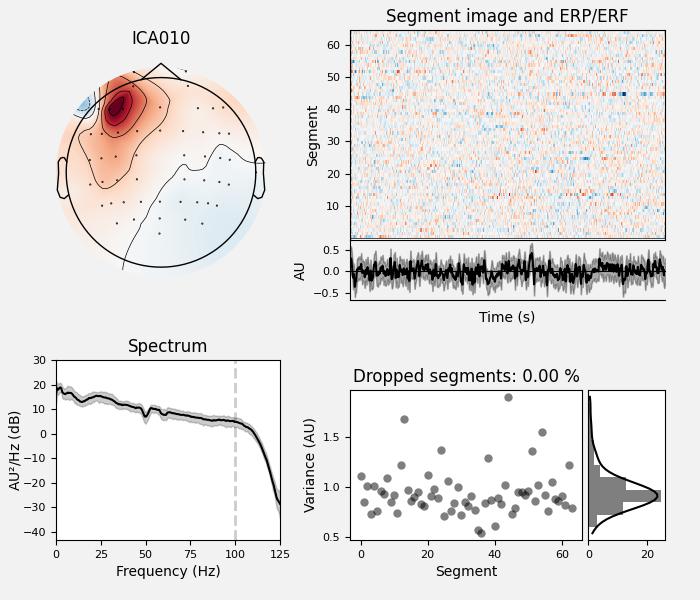 ICA010
Segment image and ERP/ERF
Segment
60
50
40
30
20
10
AU
0.5
0.0
−0.5
Time (s)
Spectrum
AU²/Hz (dB)
30
20
10
0
−10
−20
−30
−40
0 25 50 75 100 125
Frequency (Hz)
Dropped segments: 0.00 %
Variance (AU)
1.5
1.0
0.5
0 20 40 60
Segment
0 20